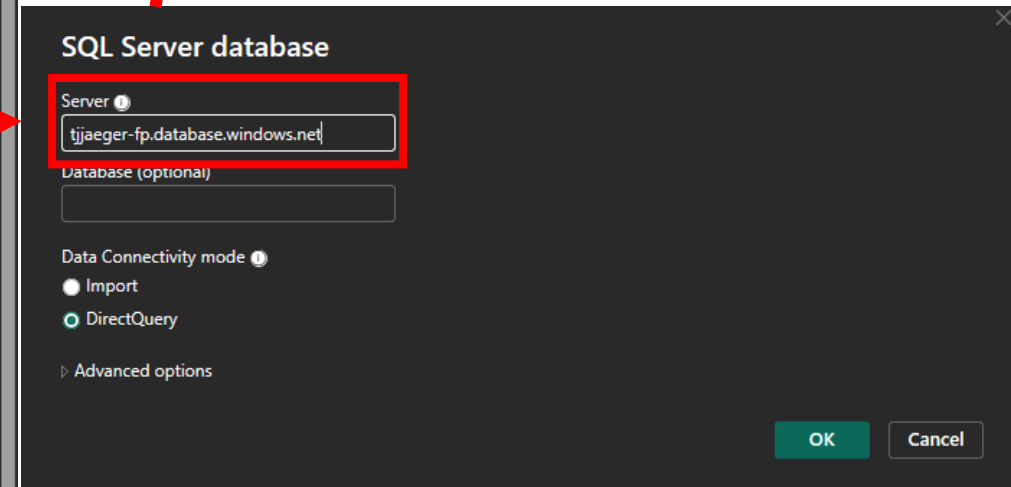 SQL Server database
Server
tjjaeger-fp.database.windows.net
Database (optional)
Data Connectivity mode
Import
DirectQuery
Advanced options
OK
Cancel